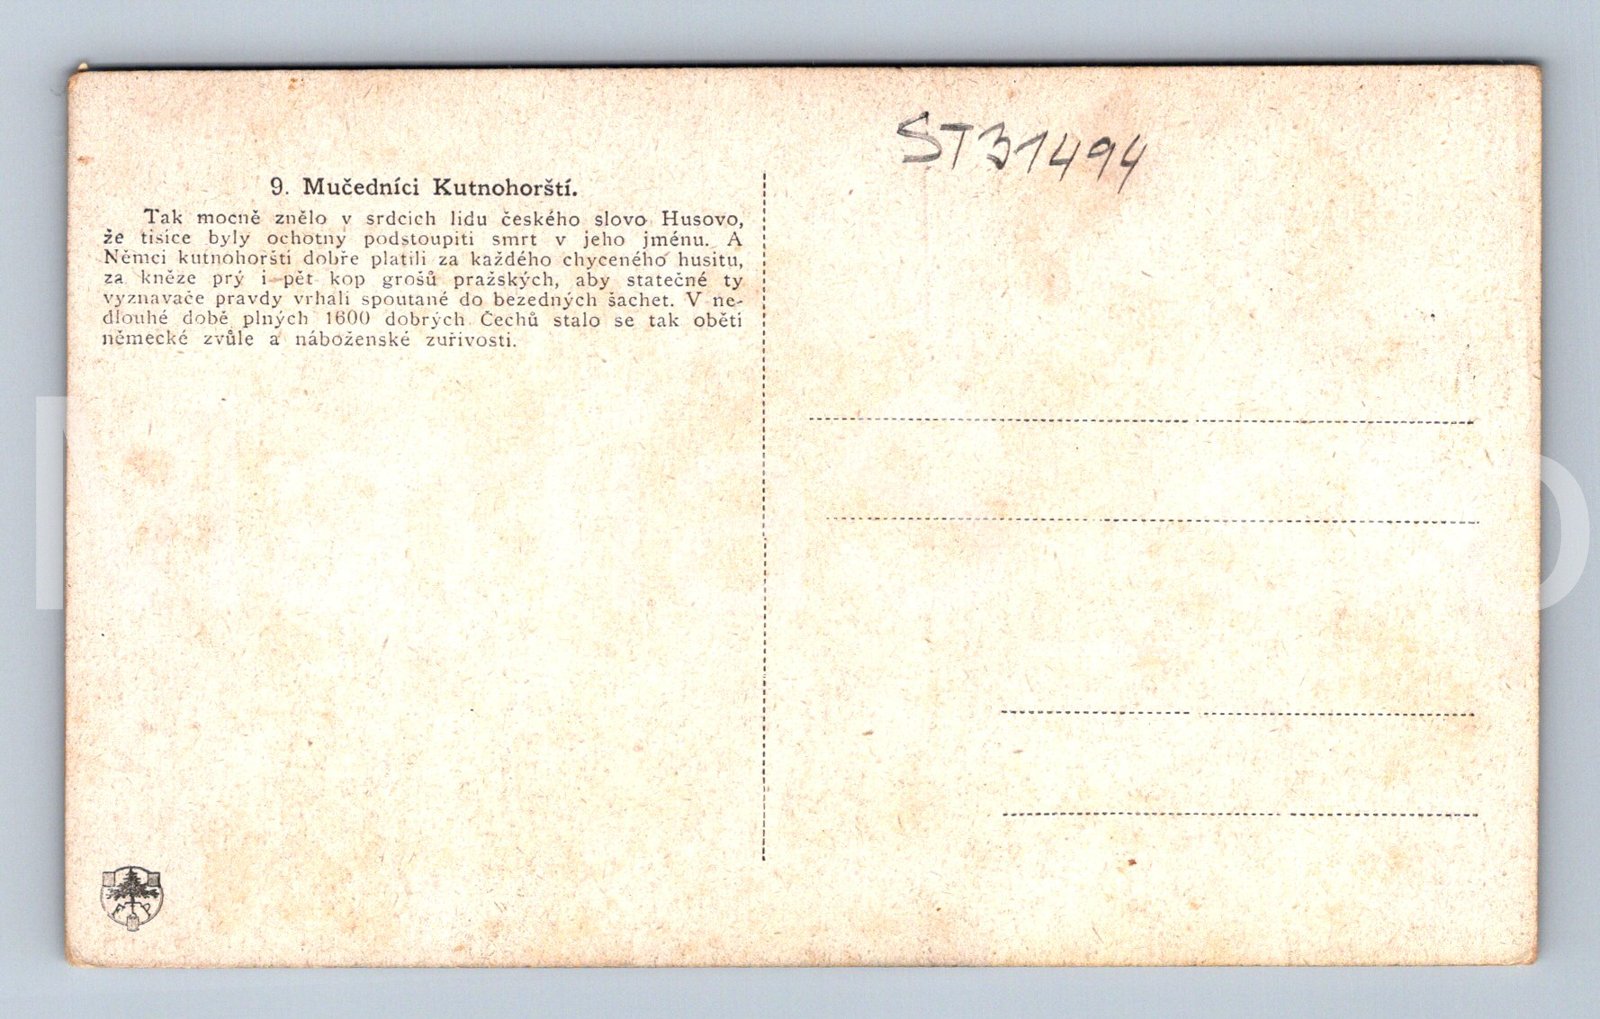 ST31494
9. Mučedníci Kutnohorští.
Tak mocně znělo v srdcich lidu českého slovo Husovo,
že tisíce byly ochotny podstoupiti smrt v jeho jménu. A
Němci kutnohoršti dobře platili za každého chyceného husitu,
za kněze prý i pět kop grošů pražských, aby statečné ty
vyznavače pravdy vrhali spoutané do bezedných šachet. V ne-
dlouhé době plných 1600 dobrých Čechů stalo se tak obětí
německé zvůle a náboženské zuřivosti.
F P